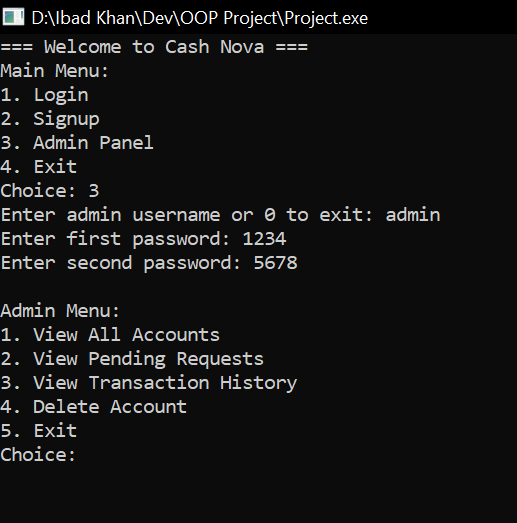 D:\Ibad Khan\Dev\OOP Project\Project.exe
=== Welcome to Cash Nova ===
Main Menu:
1. Login
2. Signup
3. Admin Panel
4. Exit
Choice: 3
Enter admin username or 0 to exit: admin
Enter first password: 1234
Enter second password: 5678

Admin Menu:
1. View All Accounts
2. View Pending Requests
3. View Transaction History
4. Delete Account
5. Exit
Choice: